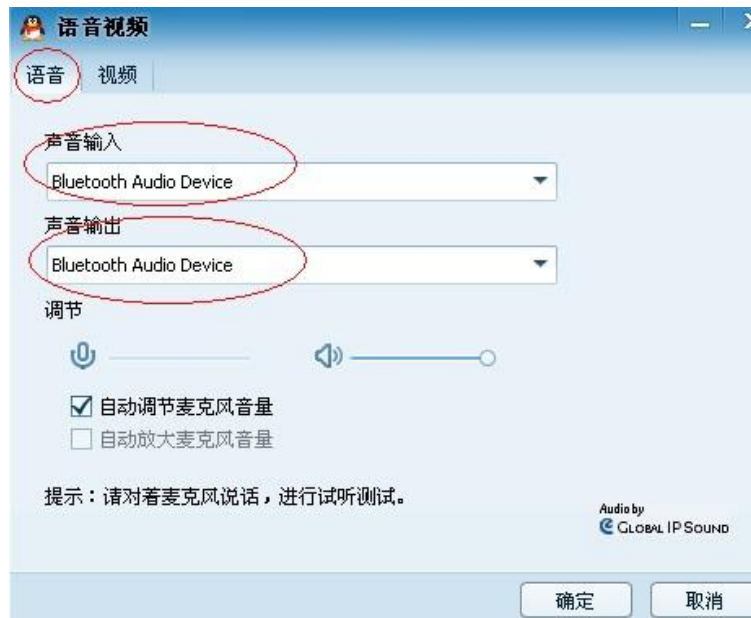 语音视频
语音 视频
声音输入
Bluetooth Audio Device
声音输出
Bluetooth Audio Device
调节
自动调节麦克风音量
自动放大麦克风音量
提示：请对着麦克风说话，进行试听测试。
Audio by
GLOBAL IP SOUND
确定 取消